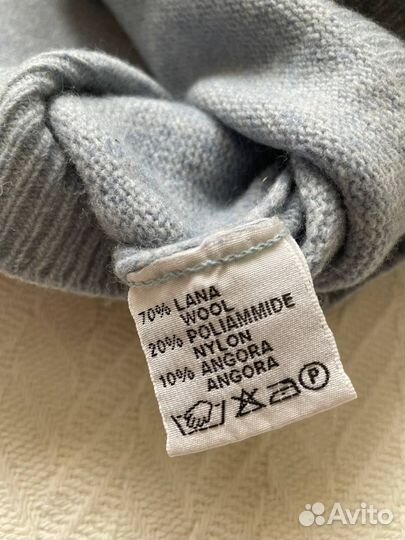 70% LANA
WOOL
20% POLIAMMIDE
NYLON
10% ANGORA
ANGORA
P
Avito